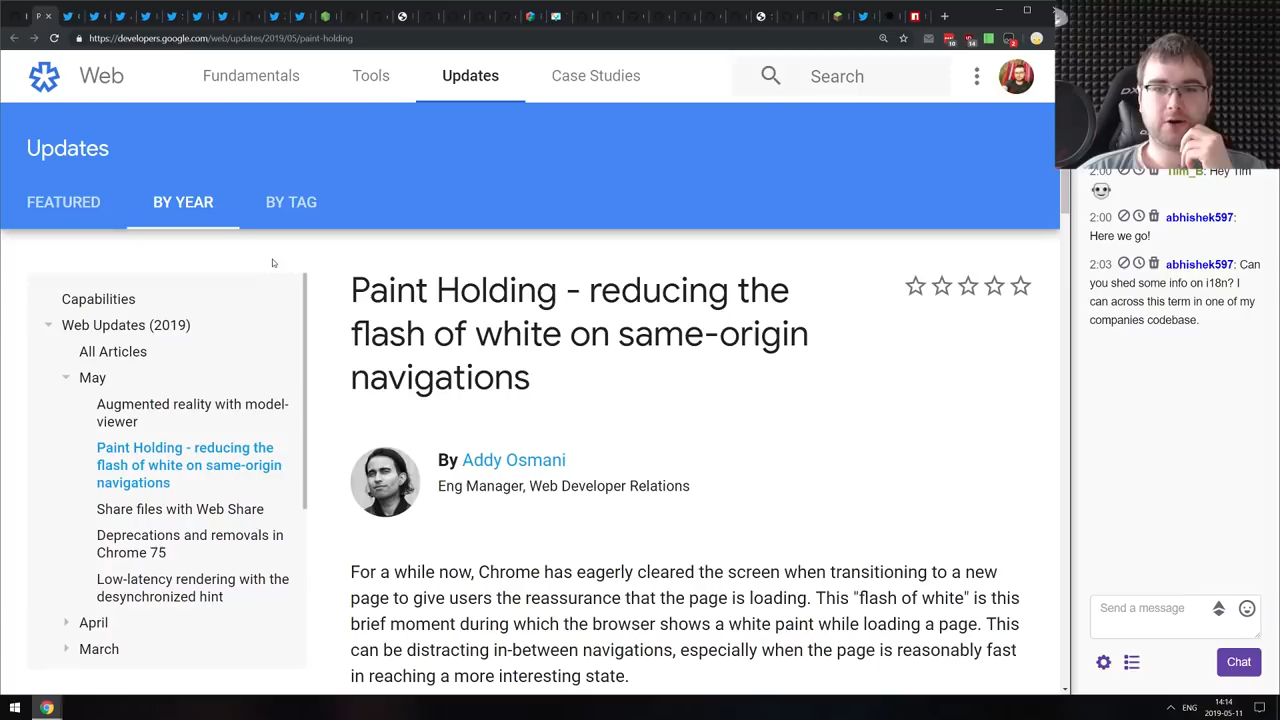 https://developers.google.com/web/updates/2019/05/paint-holding
Web
Fundamentals
Tools
Updates
Case Studies
Search
Updates
FEATURED
BY YEAR
BY TAG
Capabilities
Web Updates (2019)
All Articles
May
Augmented reality with model-
viewer
Paint Holding - reducing the
flash of white on same-origin
navigations
Share files with Web Share
Deprecations and removals in
Chrome 75
Low-latency rendering with the
desynchronized hint
April
March
Paint Holding - reducing the
flash of white on same-origin
navigations
By Addy Osmani
Eng Manager, Web Developer Relations
For a while now, Chrome has eagerly cleared the screen when transitioning to a new
page to give users the reassurance that the page is loading. This "flash of white" is this
brief moment during which the browser shows a white paint while loading a page. This
can be distracting in-between navigations, especially when the page is reasonably fast
in reaching a more interesting state.
DX
2:00 Tiim_B: Hey Tim
2:00 abhishek597:
Here we go!
2:03 abhishek597: Can
you shed some info on i18n? I
can across this term in one of my
companies codebase.
Send a message
Chat
ENG
14:14
2019-05-11